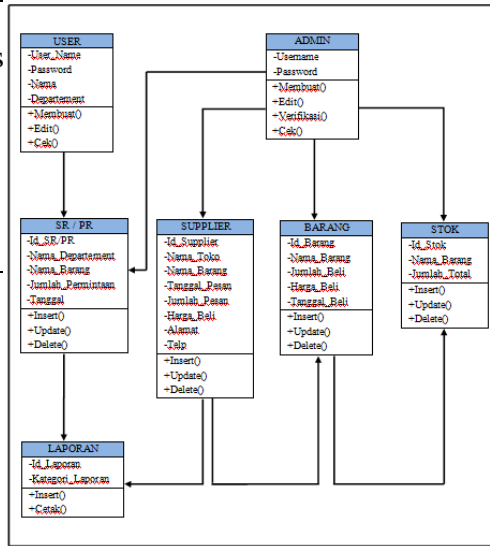 s
USER
-User_Name
-Password
-Nama
-Departement
+Membuat()
+Edit()
+Cek()
ADMIN
-Username
-Password
+Membuat()
+Edit()
+Verifikasi()
+Cek()
SR / PR
-Id_SR/PR
-Nama_Departement
-Nama_Barang
-Jumlah_Permintaan
-Tanggal
+Insert()
+Update()
+Delete()
SUPPLIER
-Id_Supplier
-Nama_Toko
-Nama_Barang
-Tanggal_Pesan
-Jumlah_Pesan
-Harga_Beli
-Alamat
-Telp
+Insert()
+Update()
+Delete()
BARANG
-Id_Barang
-Nama_Barang
-Jumlah_Beli
-Harga_Beli
-Tanggal_Beli
+Insert()
+Update()
+Delete()
STOK
-Id_Stok
-Nama_Barang
-Jumlah_Total
+Insert()
+Update()
+Delete()
LAPORAN
-Id_Laporan
-Kategori_Laporan
+Insert()
+Cetak()